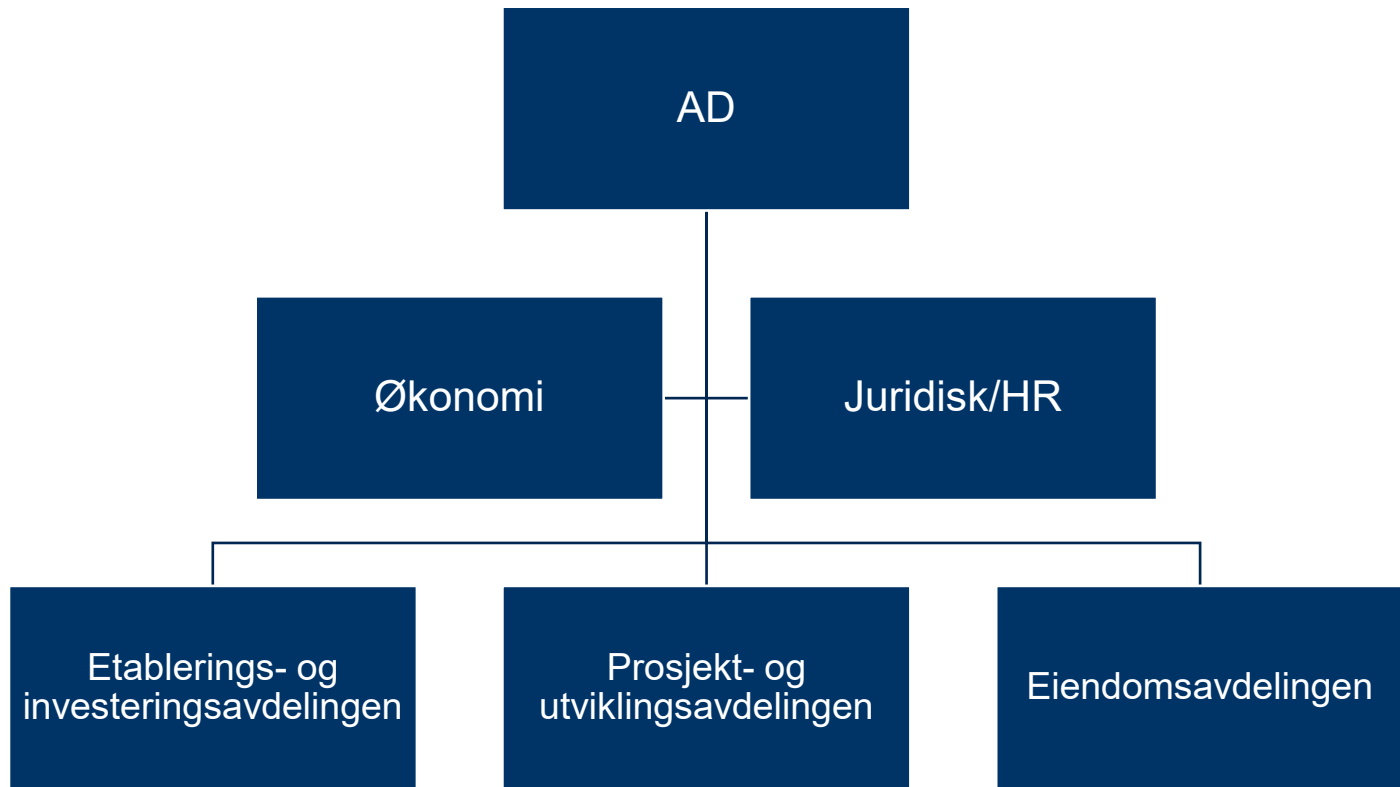 AD
Økonomi
Juridisk/HR
Etablerings- og
investeringsavdelingen
Prosjekt- og
utviklingsavdelingen
Eiendomsavdelingen